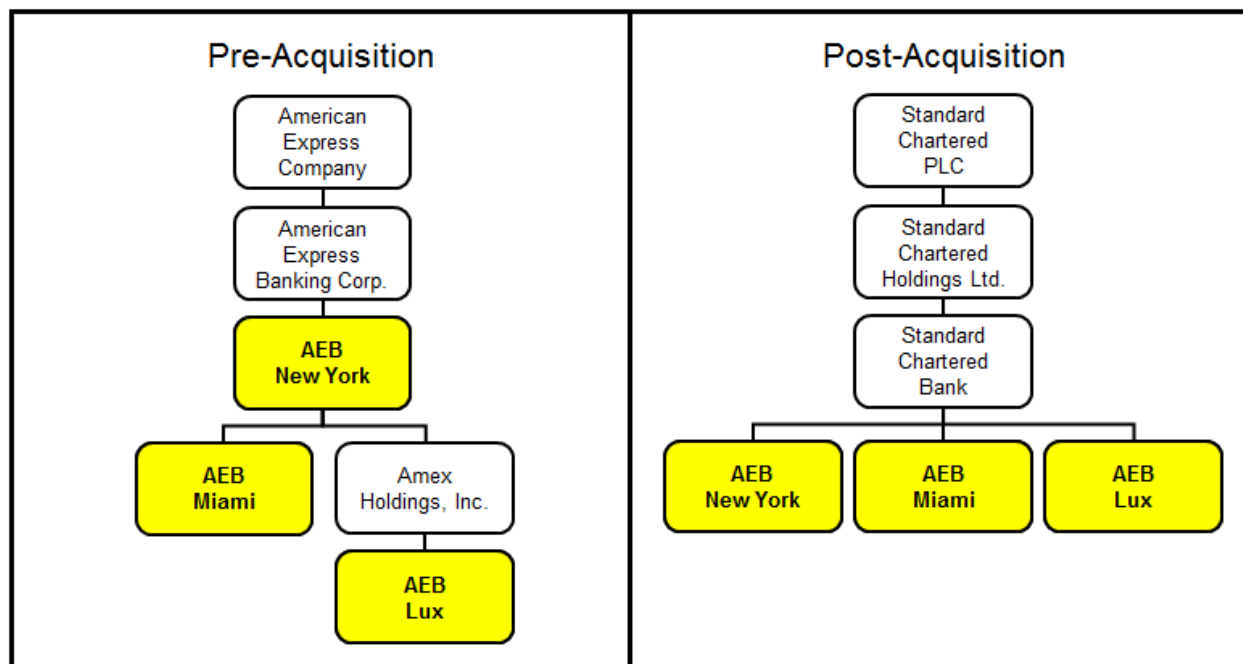 Pre-Acquisition
American
Express
Company
American
Express
Banking Corp.
AEB
New York
AEB
Miami
Amex
Holdings, Inc.
AEB
Lux
Post-Acquisition
Standard
Chartered
PLC
Standard
Chartered
Holdings Ltd.
Standard
Chartered
Bank
AEB
New York
AEB
Miami
AEB
Lux